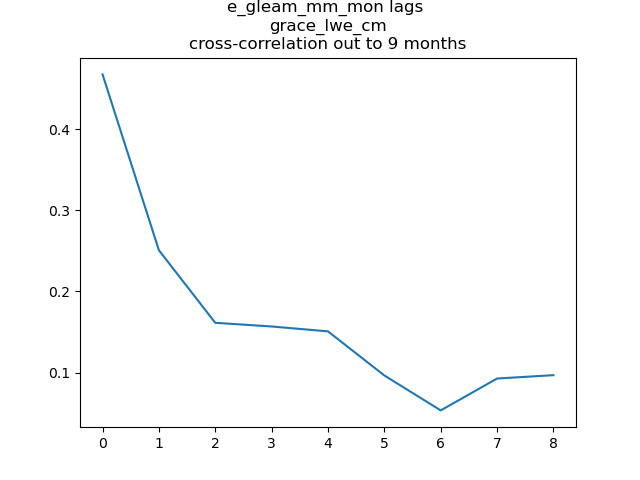 e_gleam_mm_mon lags
grace_lwe_cm
cross-correlation out to 9 months
0.4
0.3
0.2
0.1
0 1 2 3 4 5 6 7 8